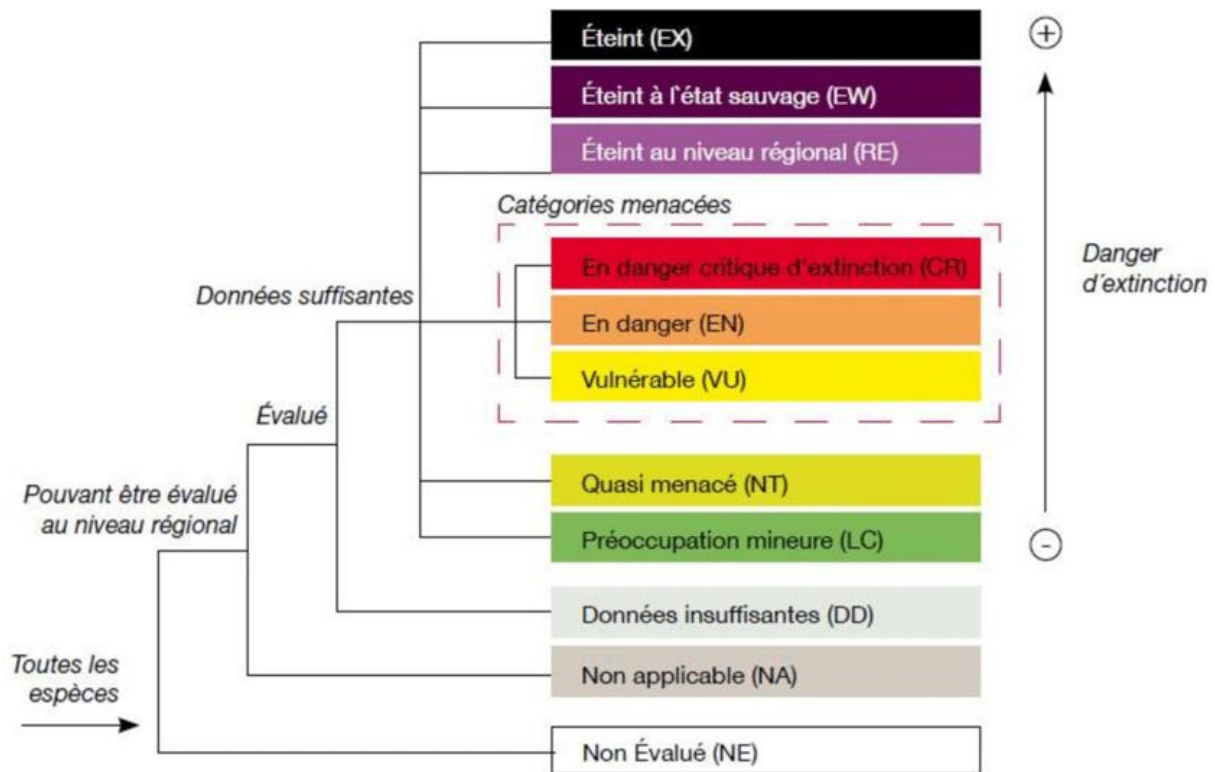 Éteint (EX)
Éteint à l'état sauvage (EW)
Éteint au niveau régional (RE)
Catégories menacées
En danger critique d'extinction (CR)
En danger (EN)
Vulnérable (VU)
Données suffisantes
Évalué
Pouvant être évalué
au niveau régional
Quasi menacé (NT)
Préoccupation mineure (LC)
Données insuffisantes (DD)
Non applicable (NA)
Toutes les
espèces
Non Évalué (NE)
+
Danger
d'extinction
-